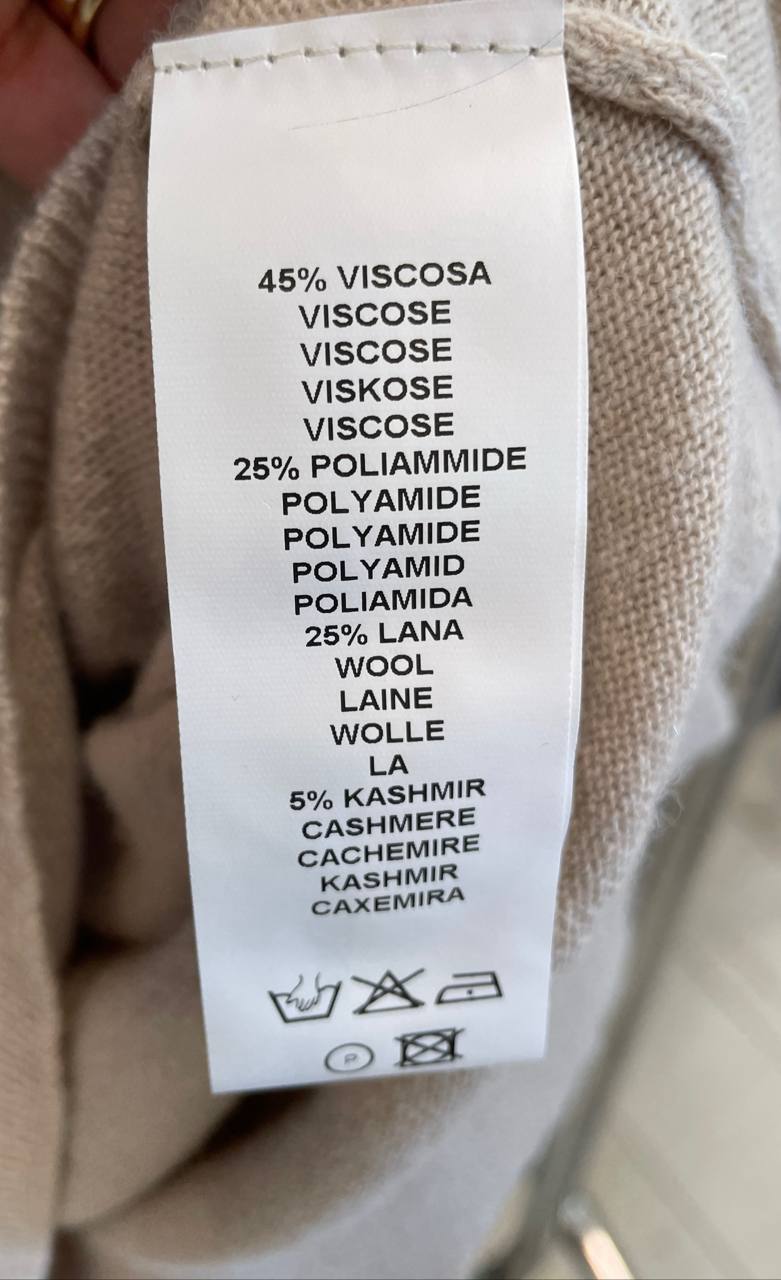 45% VISCOSA
VISCOSE
VISCOSE
VISKOSE
VISCOSE
25% POLIAMMIDE
POLYAMIDE
POLYAMIDE
POLYAMID
POLIAMIDA
25% LANA
WOOL
LAINE
WOLLE
LA
5% KASHMIR
CASHMERE
CACHEMIRE
KASHMIR
CAXEMIRA
P